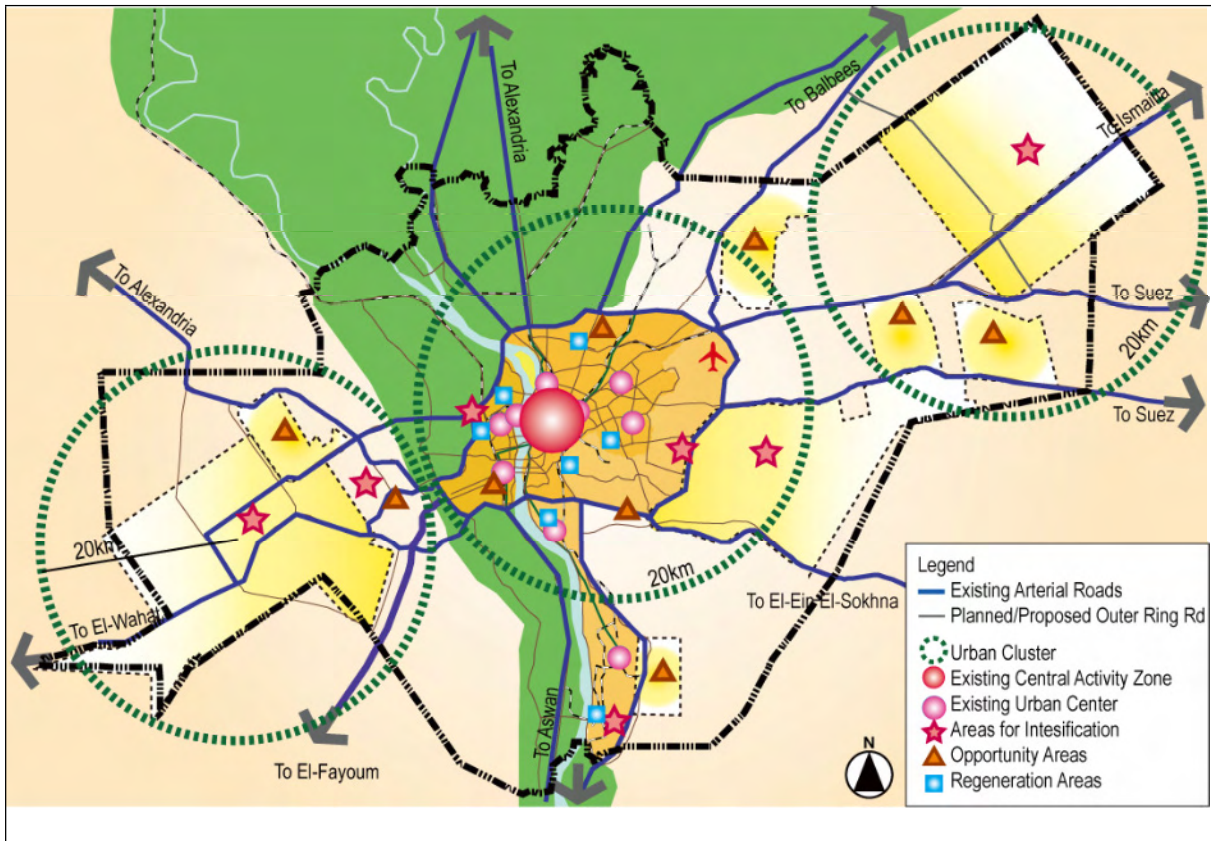 To Alexandria
To Balbees
To Ismailia
To Alexandria
To Suez
20km
To Suez
20km
20km
To El-Ein El-Sokhna
To El-Wahat
To Aswan
To El-Fayoum
N
Legend
Existing Arterial Roads
Planned/Proposed Outer Ring Rd
Urban Cluster
Existing Central Activity Zone
Existing Urban Center
Areas for Intesification
Opportunity Areas
Regeneration Areas